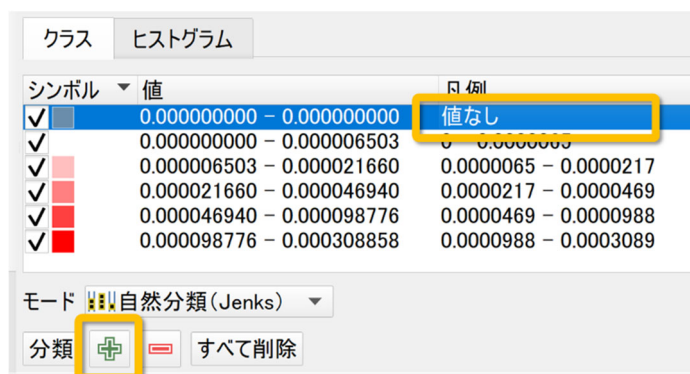 クラス ヒストグラム
シンボル 値 凡例
0.000000000 - 0.000000000 値なし
0.000000000 - 0.000006503 0 - 0.0000065
0.000006503 - 0.000021660 0.0000065 - 0.0000217
0.000021660 - 0.000046940 0.0000217 - 0.0000469
0.000046940 - 0.000098776 0.0000469 - 0.0000988
0.000098776 - 0.000308858 0.0000988 - 0.0003089
モード 自然分類(Jenks)
分類 すべて削除